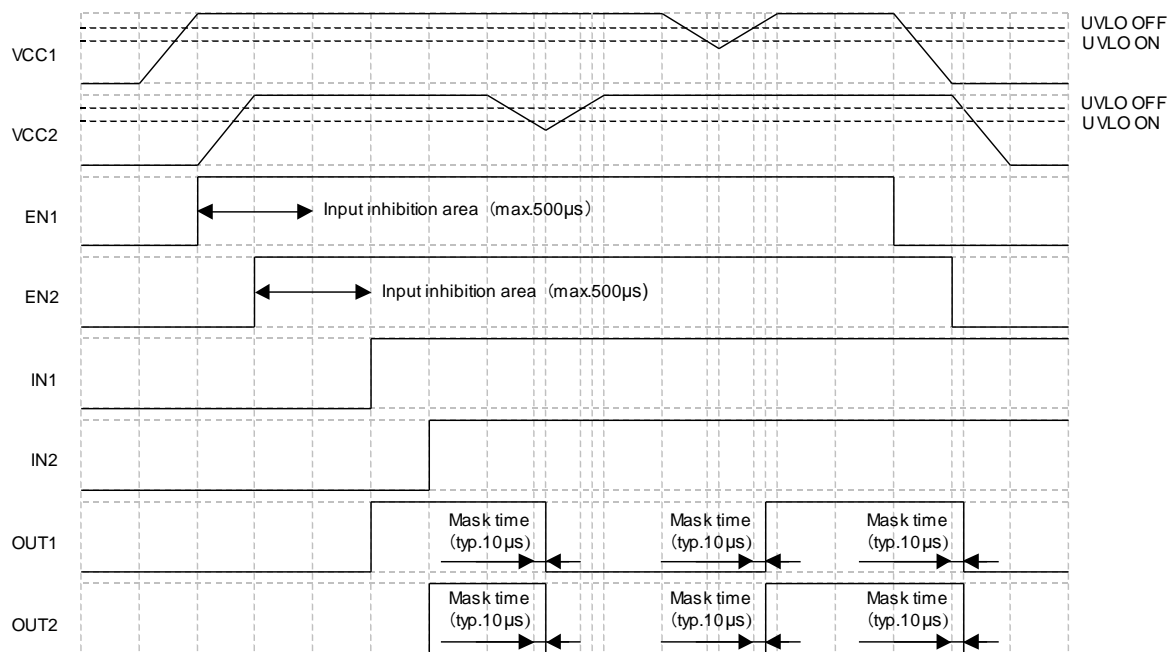 UVLO OFF
UVLO ON
VCC1
UVLO OFF
UVLO ON
VCC2
EN1
Input inhibition area (max.500μs)
EN2
Input inhibition area (max.500μs)
IN1
IN2
OUT1
Mask time
(typ.10μs)
Mask time
(typ.10μs)
Mask time
(typ.10μs)
OUT2
Mask time
(typ.10μs)
Mask time
(typ.10μs)
Mask time
(typ.10μs)